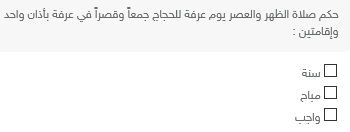 حكم صلاة الظهر والعصر يوم عرفة للحجاج جمعاً وقصراً في عرفة بأذان واحد
وإقامتين :
سنة
مباح
واجب